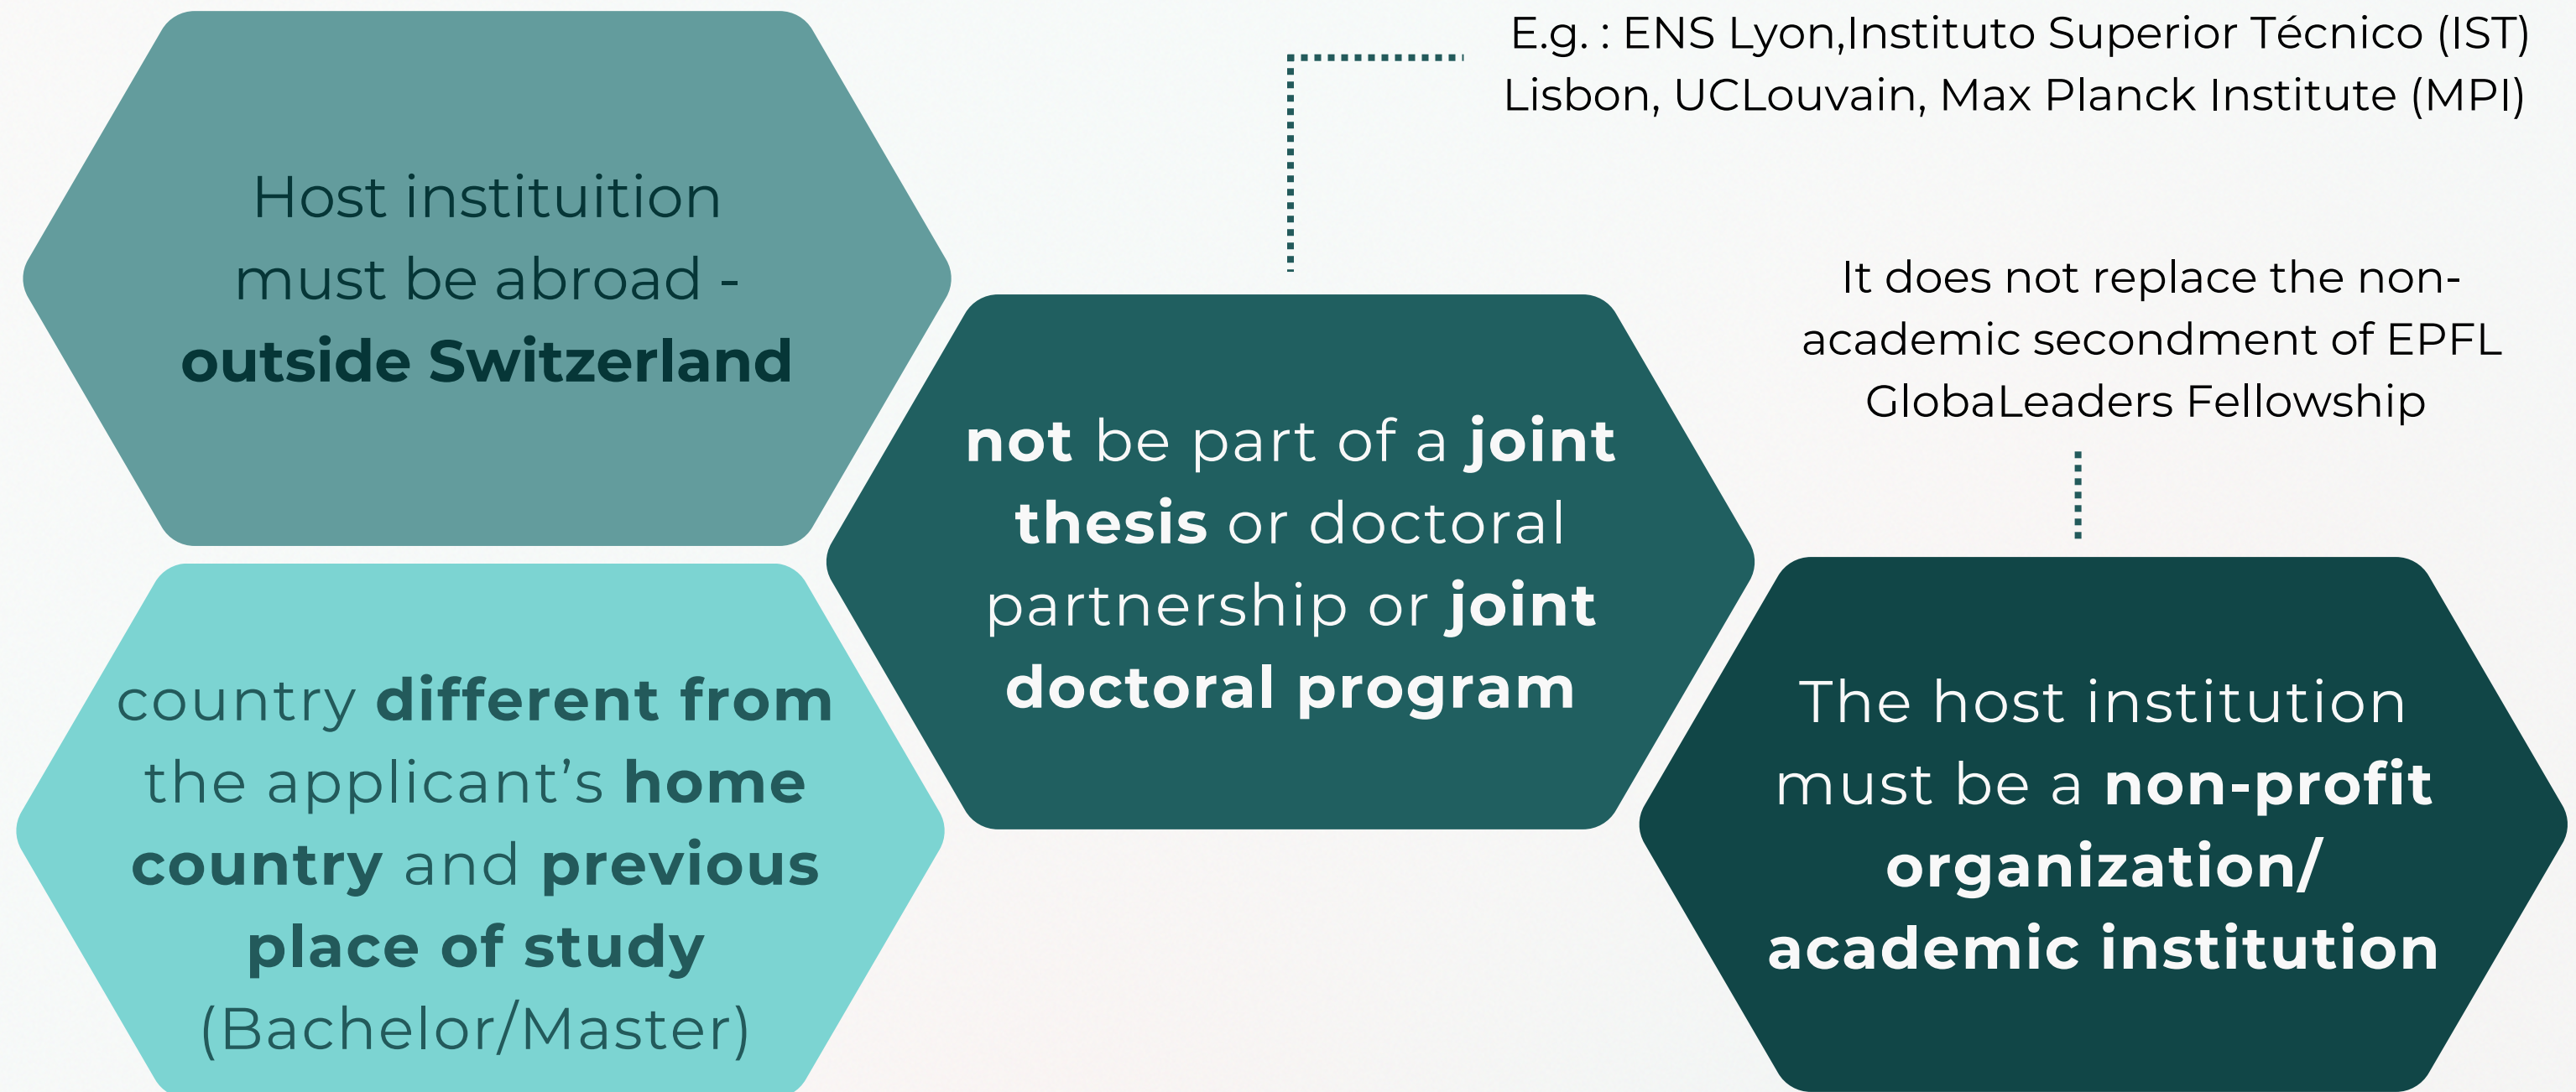 Host instituition
must be abroad -
outside Switzerland
country different from
the applicant’s home
country and previous
place of study
(Bachelor/Master)
E.g. : ENS Lyon,Instituto Superior Técnico (IST)
Lisbon, UCLouvain, Max Planck Institute (MPI)
not be part of a joint
thesis or doctoral
partnership or joint
doctoral program
It does not replace the non-
academic secondment of EPFL
GlobaLeaders Fellowship
The host institution
must be a non-profit
organization/
academic institution